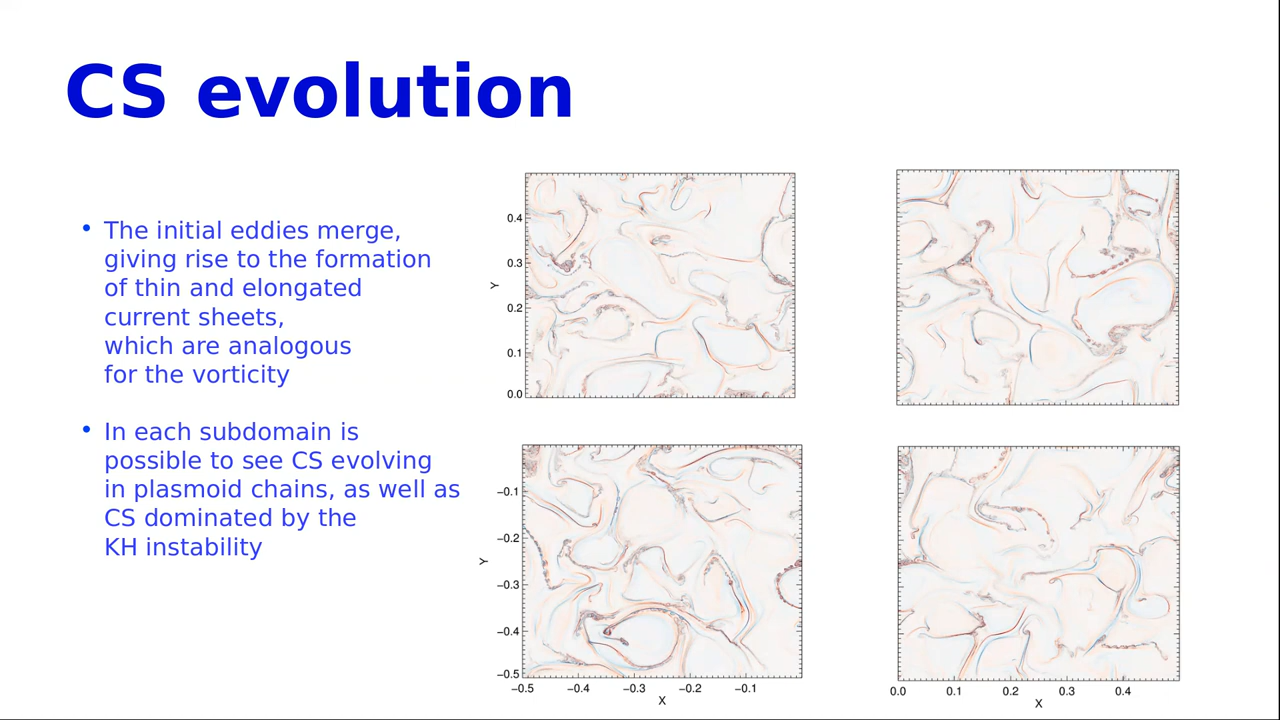 CS evolution
• The initial eddies merge,
giving rise to the formation
of thin and elongated
current sheets,
which are analogous
for the vorticity
• In each subdomain is
possible to see CS evolving
in plasmoid chains, as well as
CS dominated by the
KH instability
0.4
0.3
Y
0.2
0.1
0.0
−0.1
−0.2
Y
−0.3
−0.4
−0.5
−0.5 −0.4 −0.3 −0.2 −0.1
X
0.0 0.1 0.2 0.3 0.4
X